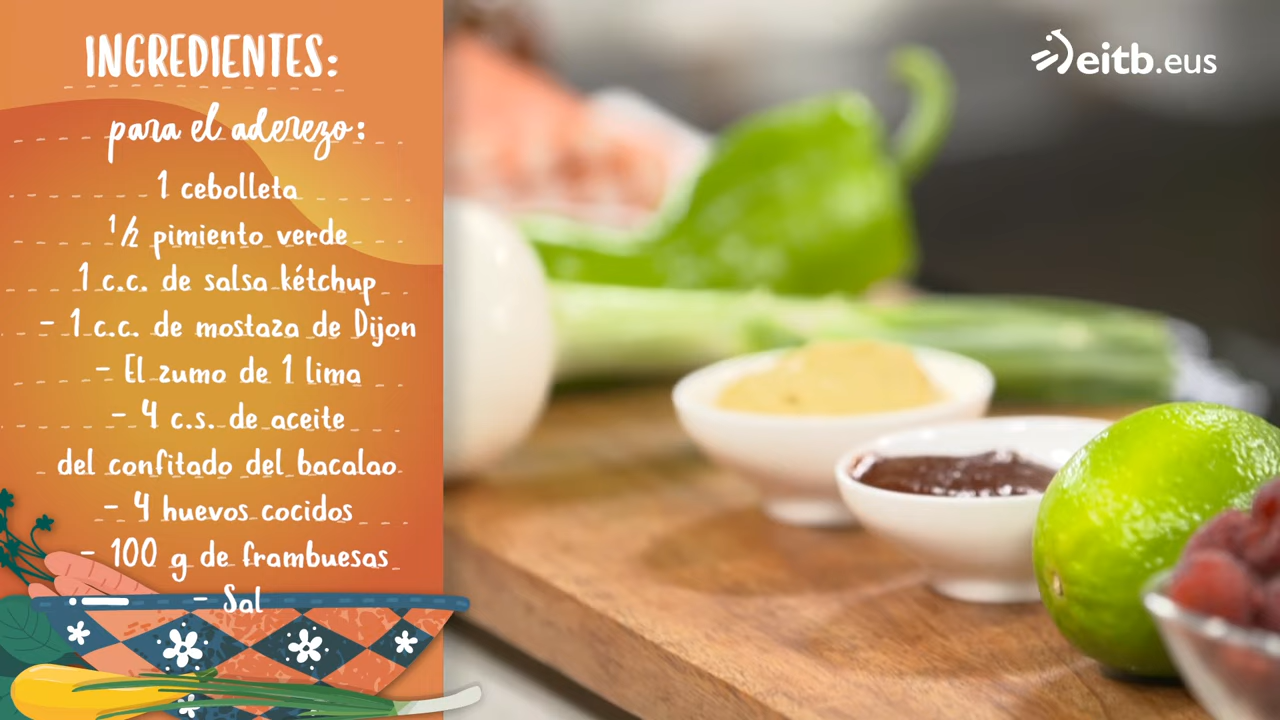 INGREDIENTES:
para el aderezo:
1 cebolleta
½ pimiento verde
1 c.c. de salsa kétchup
- 1 c.c. de mostaza de Dijon
- El zumo de 1 lima
- 4 c.s. de aceite
del confitado del bacalao
- 4 huevos cocidos
- 100 g de frambuesas
- Sal
eitb.eus